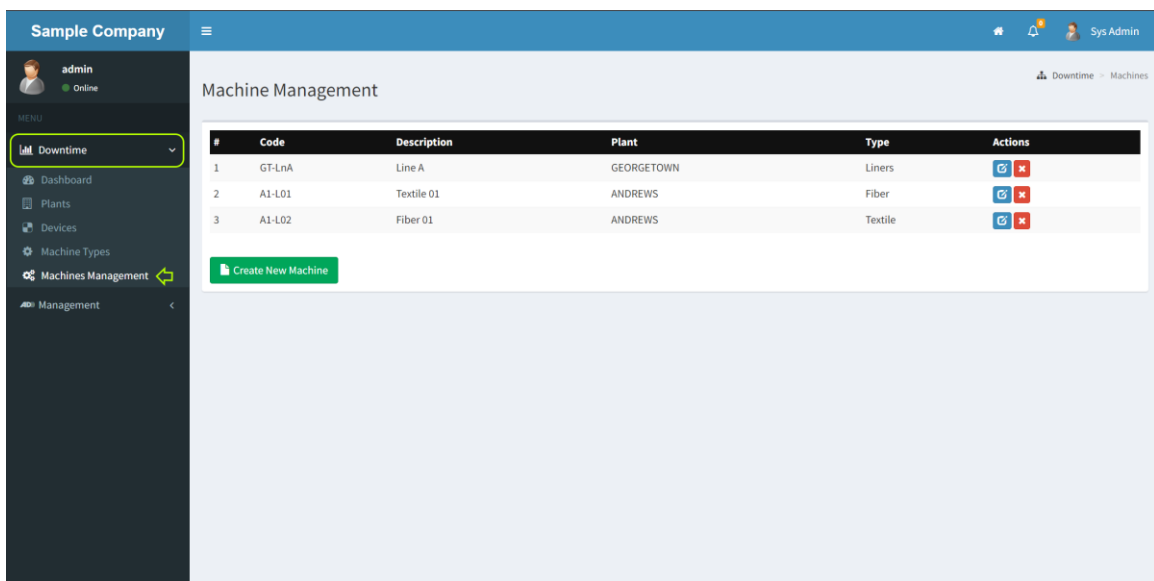 Sample Company
0
Sys Admin
admin
Online
Downtime > Machines
Machine Management
MENU
Downtime
Dashboard
Plants
Devices
Machine Types
Machines Management
Management
# Code Description Plant Type Actions
1 GT-LnA Line A GEORGETOWN Liners
2 A1-L01 Textile 01 ANDREWS Fiber
3 A1-L02 Fiber 01 ANDREWS Textile
Create New Machine